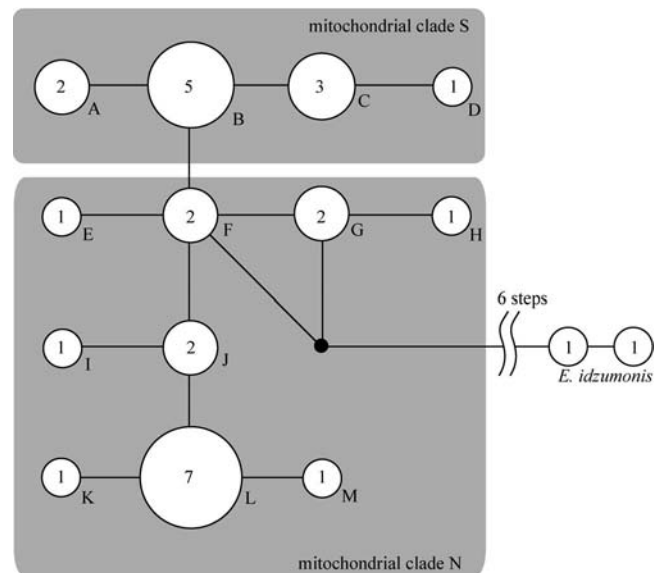 mitochondrial clade S
2 5 3 1
A B C D
1 2 2 1
E F G H
6 steps
1 2 1 1
I J E. idzumonis
1 7 1
K L M
mitochondrial clade N